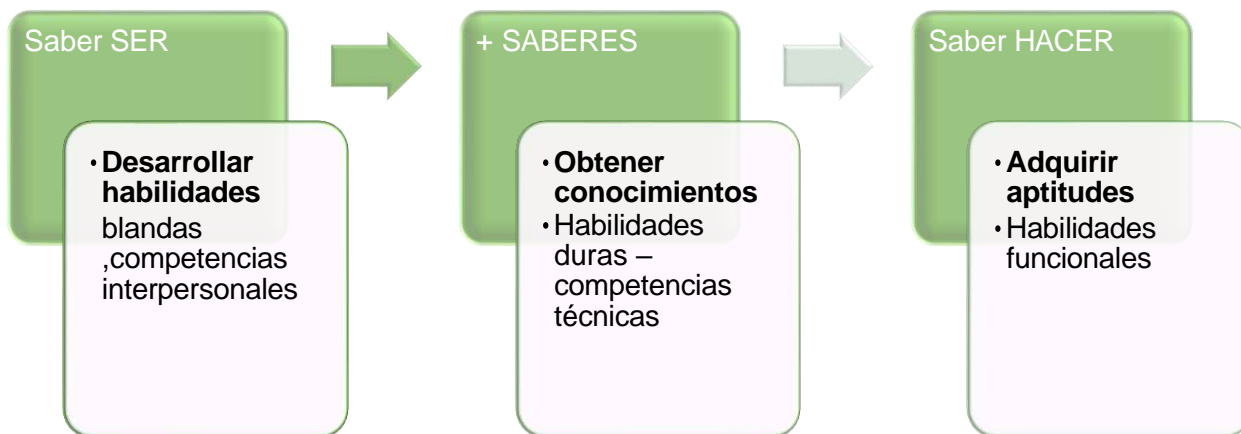 Saber SER
• Desarrollar
habilidades
blandas
,competencias
interpersonales
+ SABERES
• Obtener
conocimientos
• Habilidades
duras –
competencias
técnicas
Saber HACER
• Adquirir
aptitudes
• Habilidades
funcionales